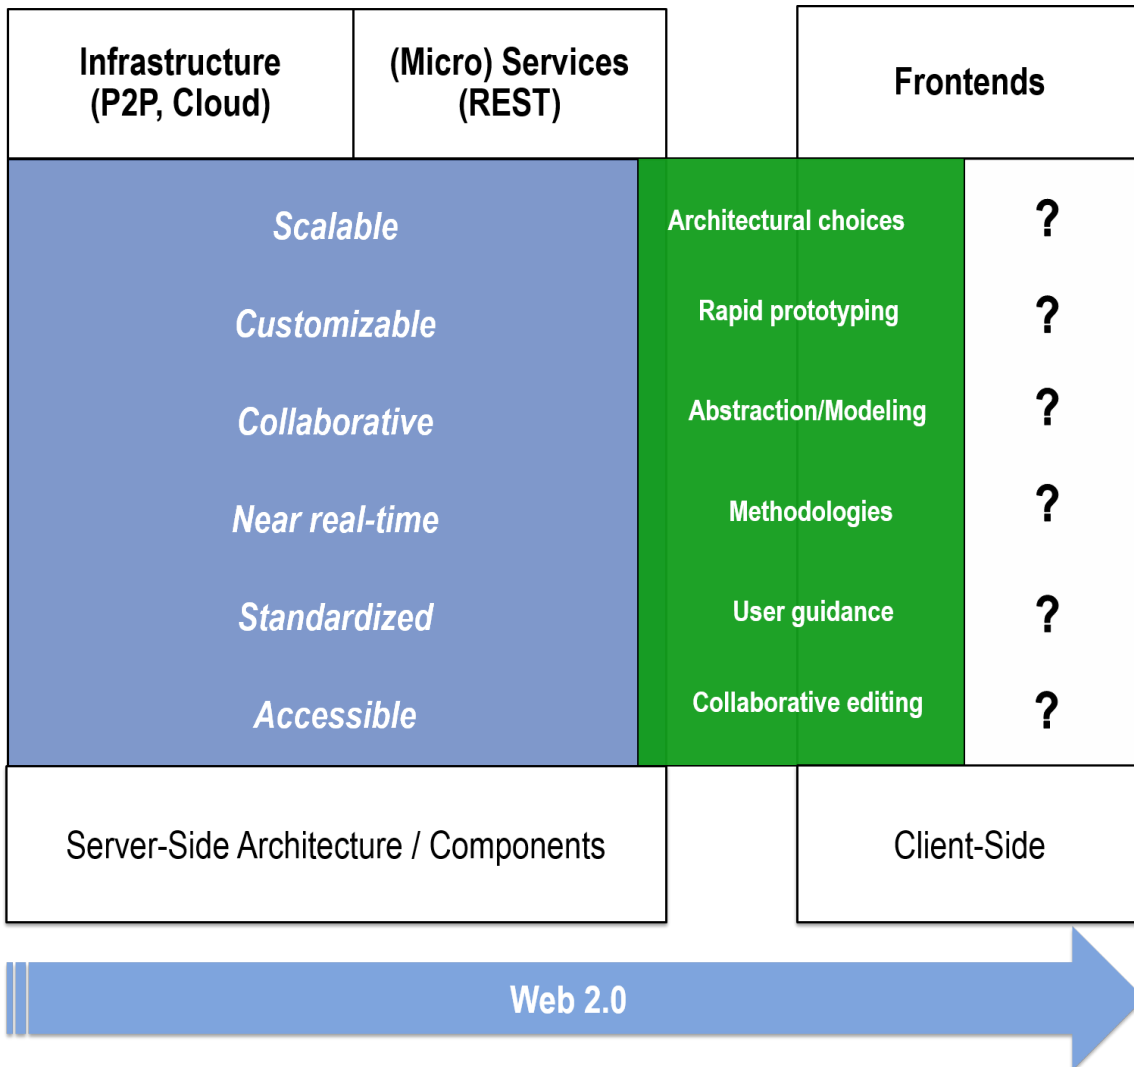 Infrastructure
(P2P, Cloud)
(Micro) Services
(REST)
Frontends
Scalable
Architectural choices
?
Customizable
Rapid prototyping
?
Collaborative
Abstraction/Modeling
?
Near real-time
Methodologies
?
Standardized
User guidance
?
Accessible
Collaborative editing
?
Server-Side Architecture / Components
Client-Side
Web 2.0